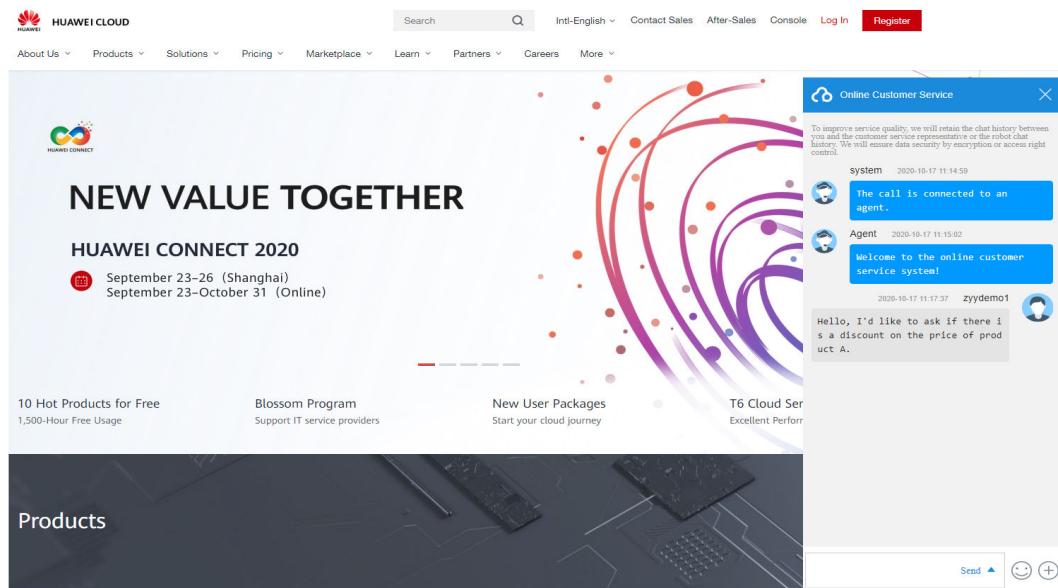 HUAWEI
HUAWEI CLOUD
Search
Intl-English
Contact Sales
After-Sales
Console
Log In
Register
About Us
Products
Solutions
Pricing
Marketplace
Learn
Partners
Careers
More
HUAWEI CONNECT
NEW VALUE TOGETHER
HUAWEI CONNECT 2020
September 23–26 (Shanghai)
September 23–October 31 (Online)
10 Hot Products for Free
1,500-Hour Free Usage
Blossom Program
Support IT service providers
New User Packages
Start your cloud journey
T6 Cloud Ser
Excellent Perforr
Products
Online Customer Service
To improve service quality, we will retain the chat history between
you and the customer service representative or the robot chat
history. We will ensure data security by encryption or access right
control.
system 2020-10-17 11:14:59
The call is connected to an
agent.
Agent 2020-10-17 11:15:02
Welcome to the online customer
service system!
2020-10-17 11:17:37 zyydemo1
Hello, I'd like to ask if there i
s a discount on the price of prod
uct A.
Send